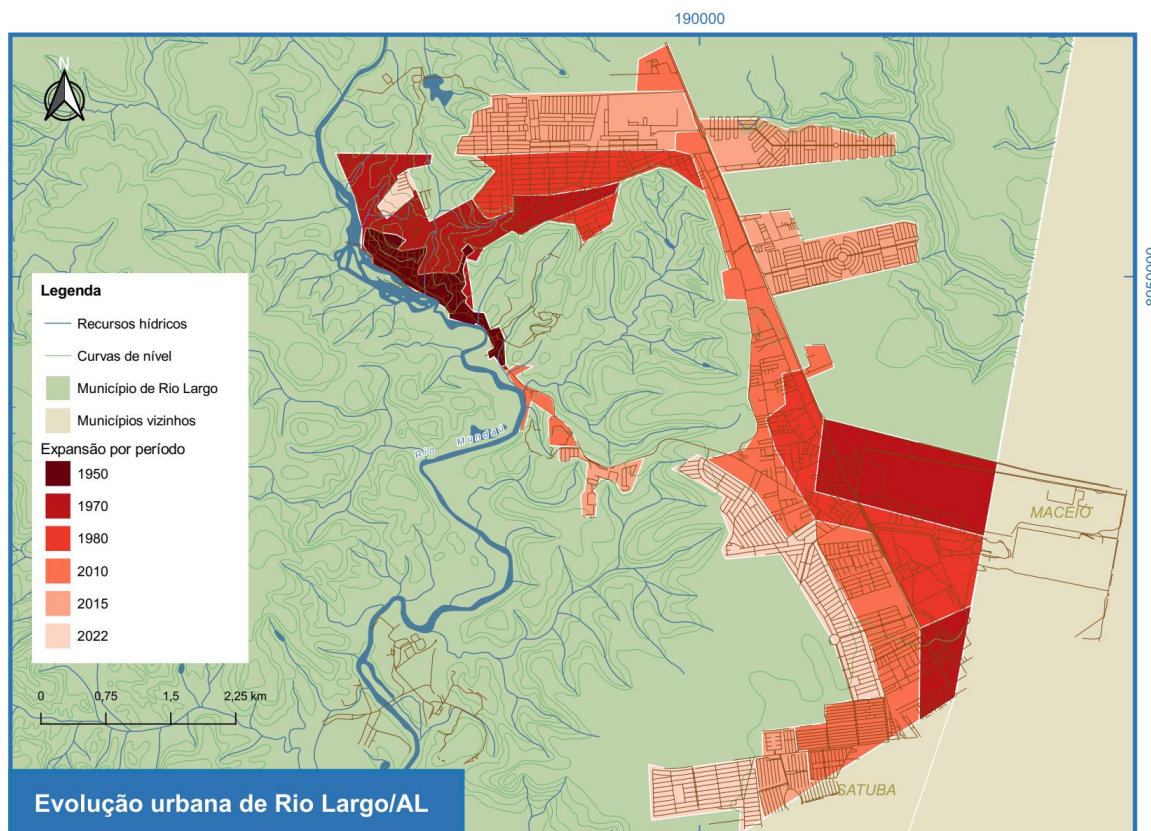 190000
8950000
N
Legenda
Recursos hídricos
Curvas de nível
Município de Rio Largo
Municípios vizinhos
Expansão por período
1950
1970
1980
2010
2015
2022
0 0,75 1,5 2,25 km
Rio Mundaú
MACEIÓ
SATUBA
Evolução urbana de Rio Largo/AL